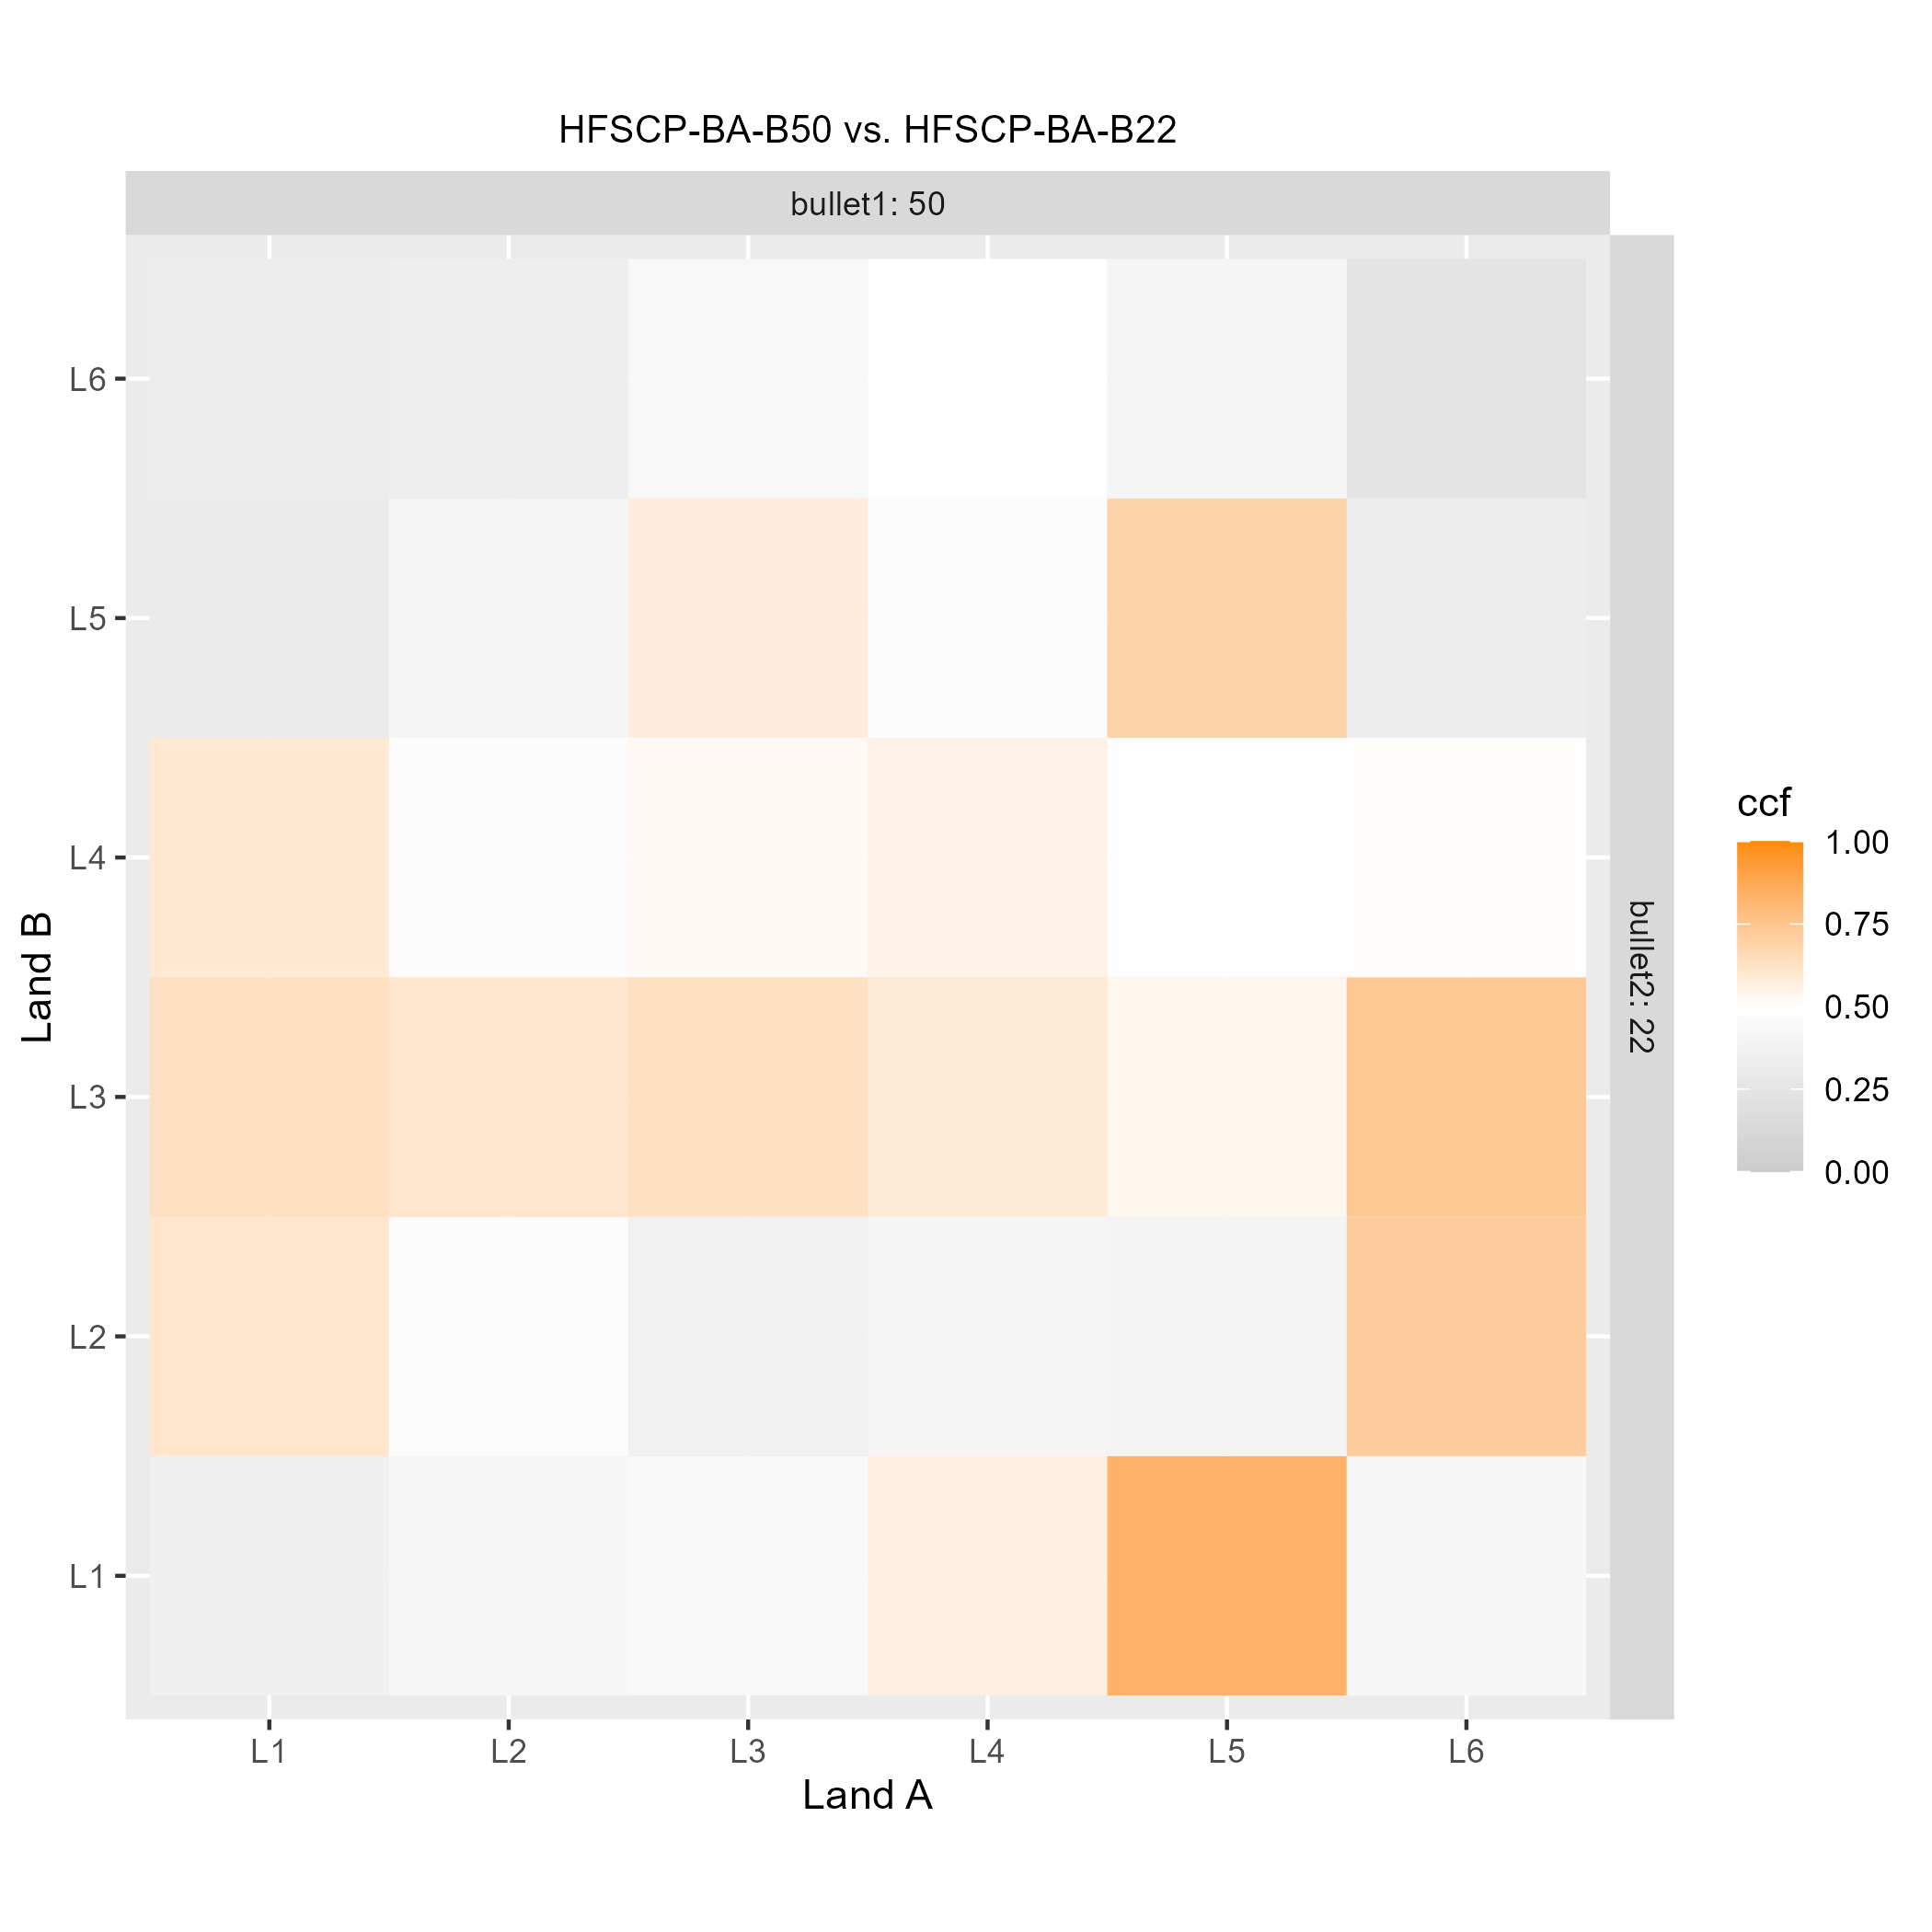 HFSCP-BA-B50 vs. HFSCP-BA-B22
bullet1: 50
L6
L5
L4
L3
L2
L1
Land B
bullet2: 22
L1
L2
L3
L4
L5
L6
Land A
ccf
1.00
0.75
0.50
0.25
0.00